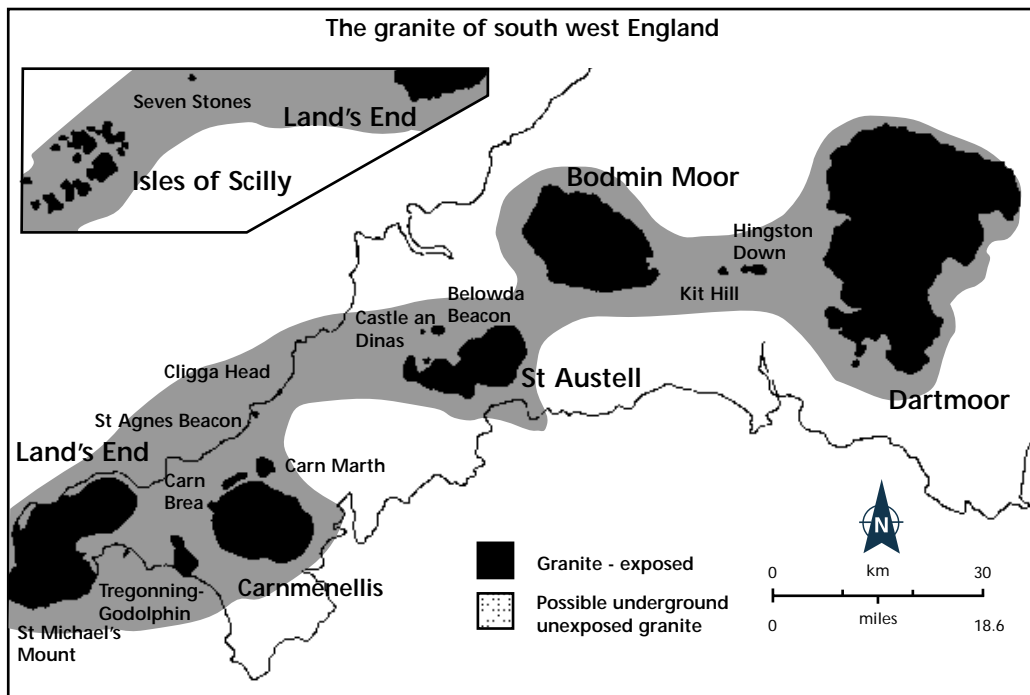 The granite of south west England
Seven Stones
Land's End
Isles of Scilly
Bodmin Moor
Hingston
Down
Kit Hill
Belowda
Beacon
Castle an
Dinas
Cligga Head
St Austell
Dartmoor
St Agnes Beacon
Land's End
Carn Marth
Carn
Brea
N
Carnmenellis
Tregonning-
Godolphin
St Michael's
Mount
Granite - exposed
Possible underground
unexposed granite
0 km 30
0 miles 18.6